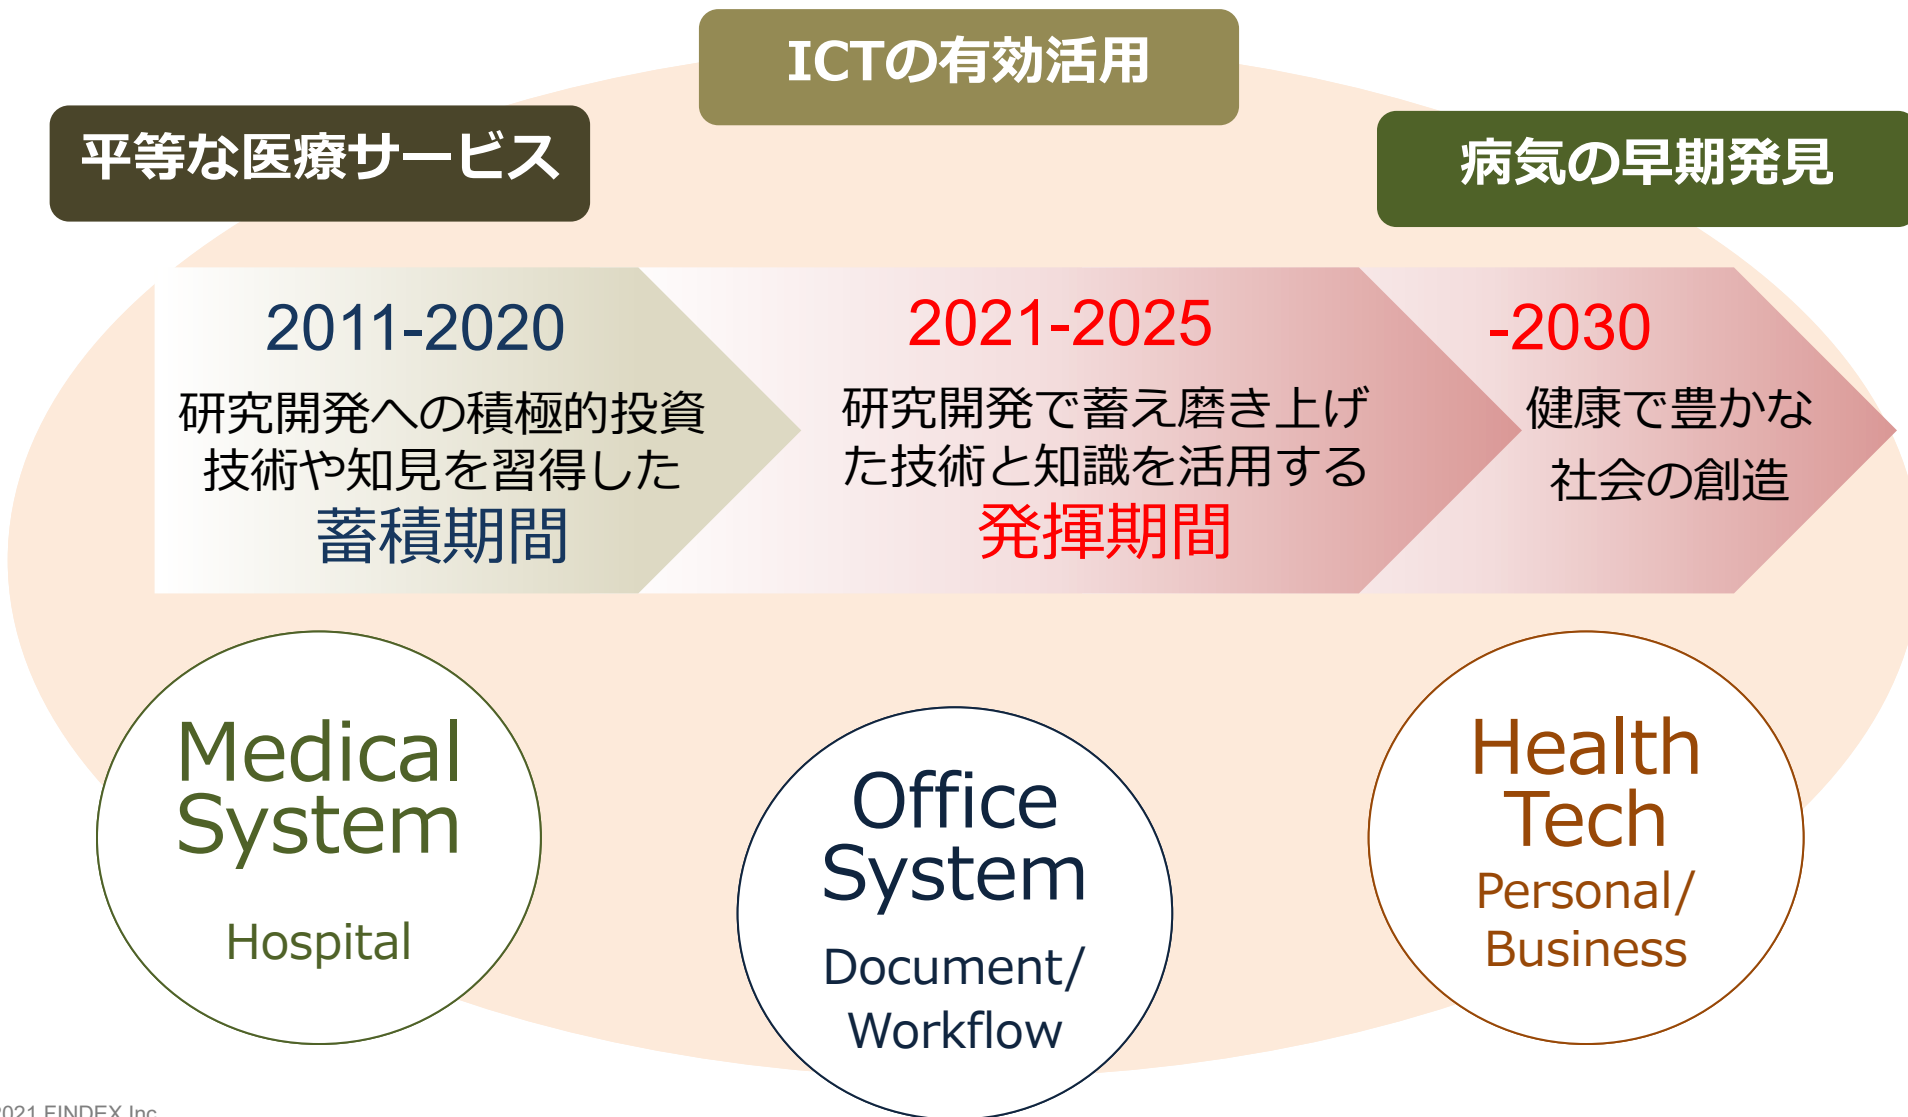 ICTの有効活用
平等な医療サービス
病気の早期発見
2011-2020
研究開発への積極的投資
技術や知見を習得した
蓄積期間
2021-2025
研究開発で蓄え磨き上げ
た技術と知識を活用する
発揮期間
-2030
健康で豊かな
社会の創造
Medical
System
Hospital
Office
System
Document/
Workflow
Health
Tech
Personal/
Business
2021 FINDEX Inc.